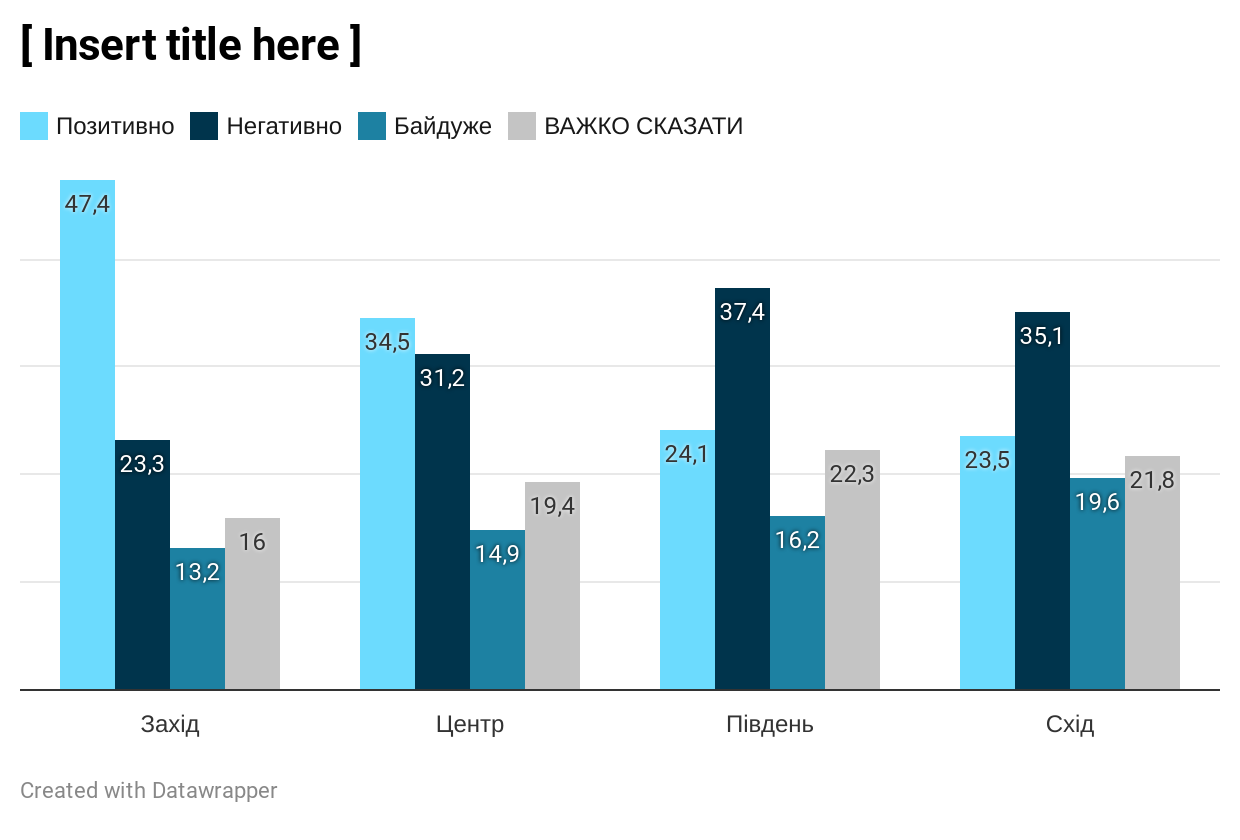 [ Insert title here ]
Позитивно Негативно Байдуже ВАЖКО СКАЗАТИ
47,4 23,3 13,2 16 34,5 31,2 14,9 19,4 24,1 37,4 16,2 22,3 23,5 35,1 19,6 21,8
Захід Центр Південь Схід
Created with Datawrapper